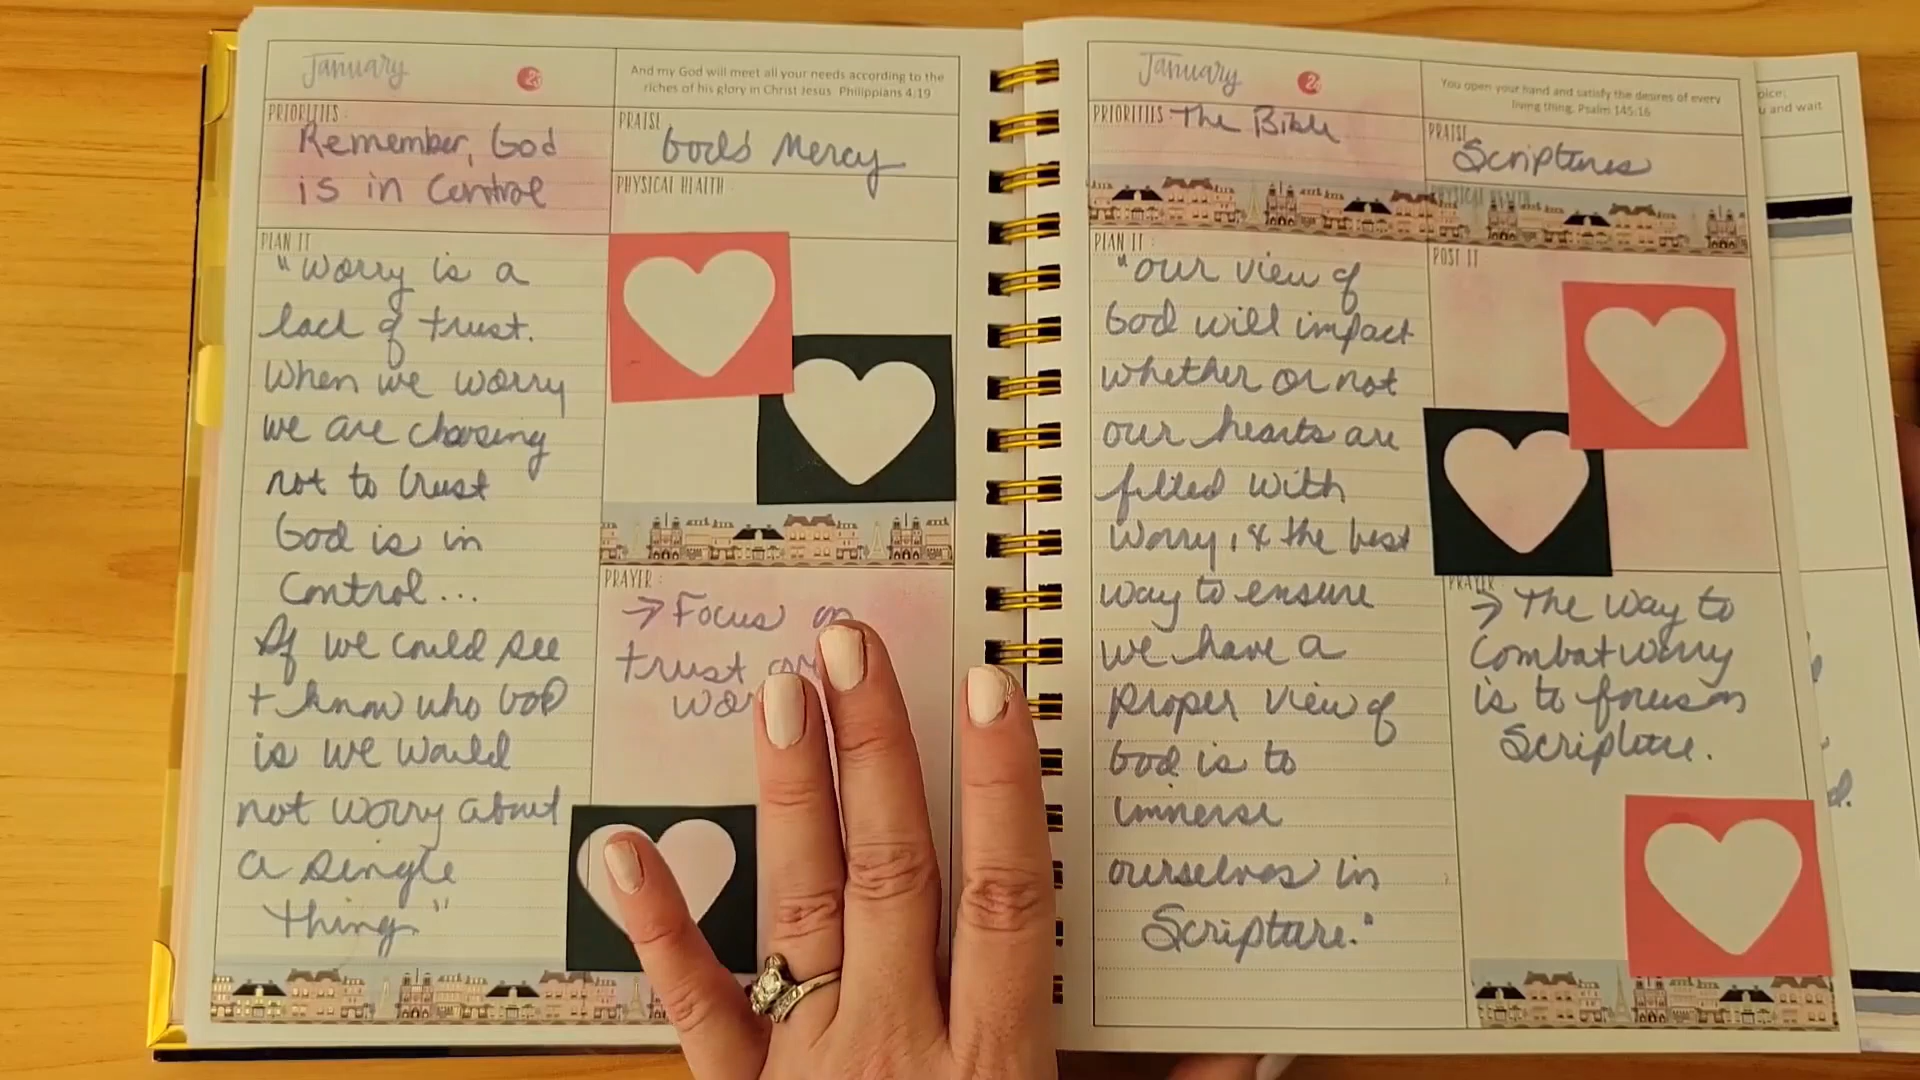 January
And my God will meet all your needs according to the
riches of his glory in Christ Jesus Philippians 4:19
PRIORITIES:
Remember, God
is in Control
PRAISE
God's Mercy
PHYSICAL HEALTH:
PLAN IT
"Worry is a
lack of trust.
When we worry
we are choosing
not to trust
God is in
Control...
If we could see
+ know who God
is we would
not worry about
a single
thing."
PRAYER:
→ Focus on
trust
January
You open your hand and satisfy the desires of every
living thing. Psalm 145:16
PRIORITIES The Bible
PRAISE
Scriptures
PHYSICAL HEALTH
PLAN IT:
"Our view of
God will impact
whether or not
our hearts are
filled with
worry, & the best
way to ensure
we have a
proper view of
God is to
immerse
ourselves in
Scripture."
POST IT
PRAYER:
→ The way to
Combat worry
is to focus on
Scripture.
u and wait